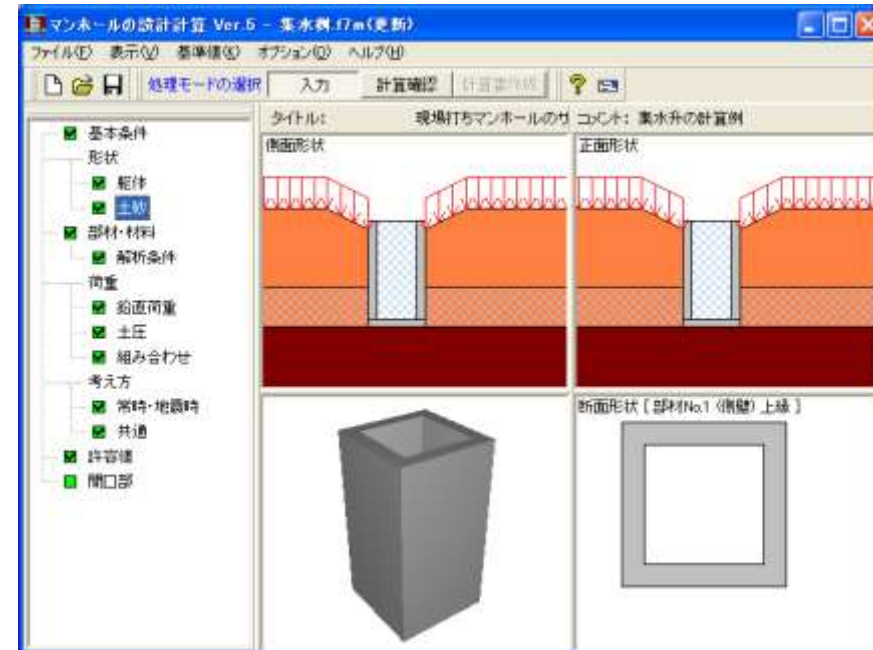 マンホールの設計計算 Ver.5 - 集水桝.f7m(更新)
ファイル(F) 表示(V) 基準値(K) オプション(O) ヘルプ(H)
処理モードの選択 入力 計算確認 計算書作成
タイトル: 現場打ちマンホールのサ コメント: 集水升の計算例
基本条件
形状
躯体
土砂
部材・材料
解析条件
荷重
鉛直荷重
土圧
組み合わせ
考え方
常時・地震時
共通
許容値
開口部
側面形状
正面形状
断面形状 [ 部材No.1 (側壁) 上縁 ]